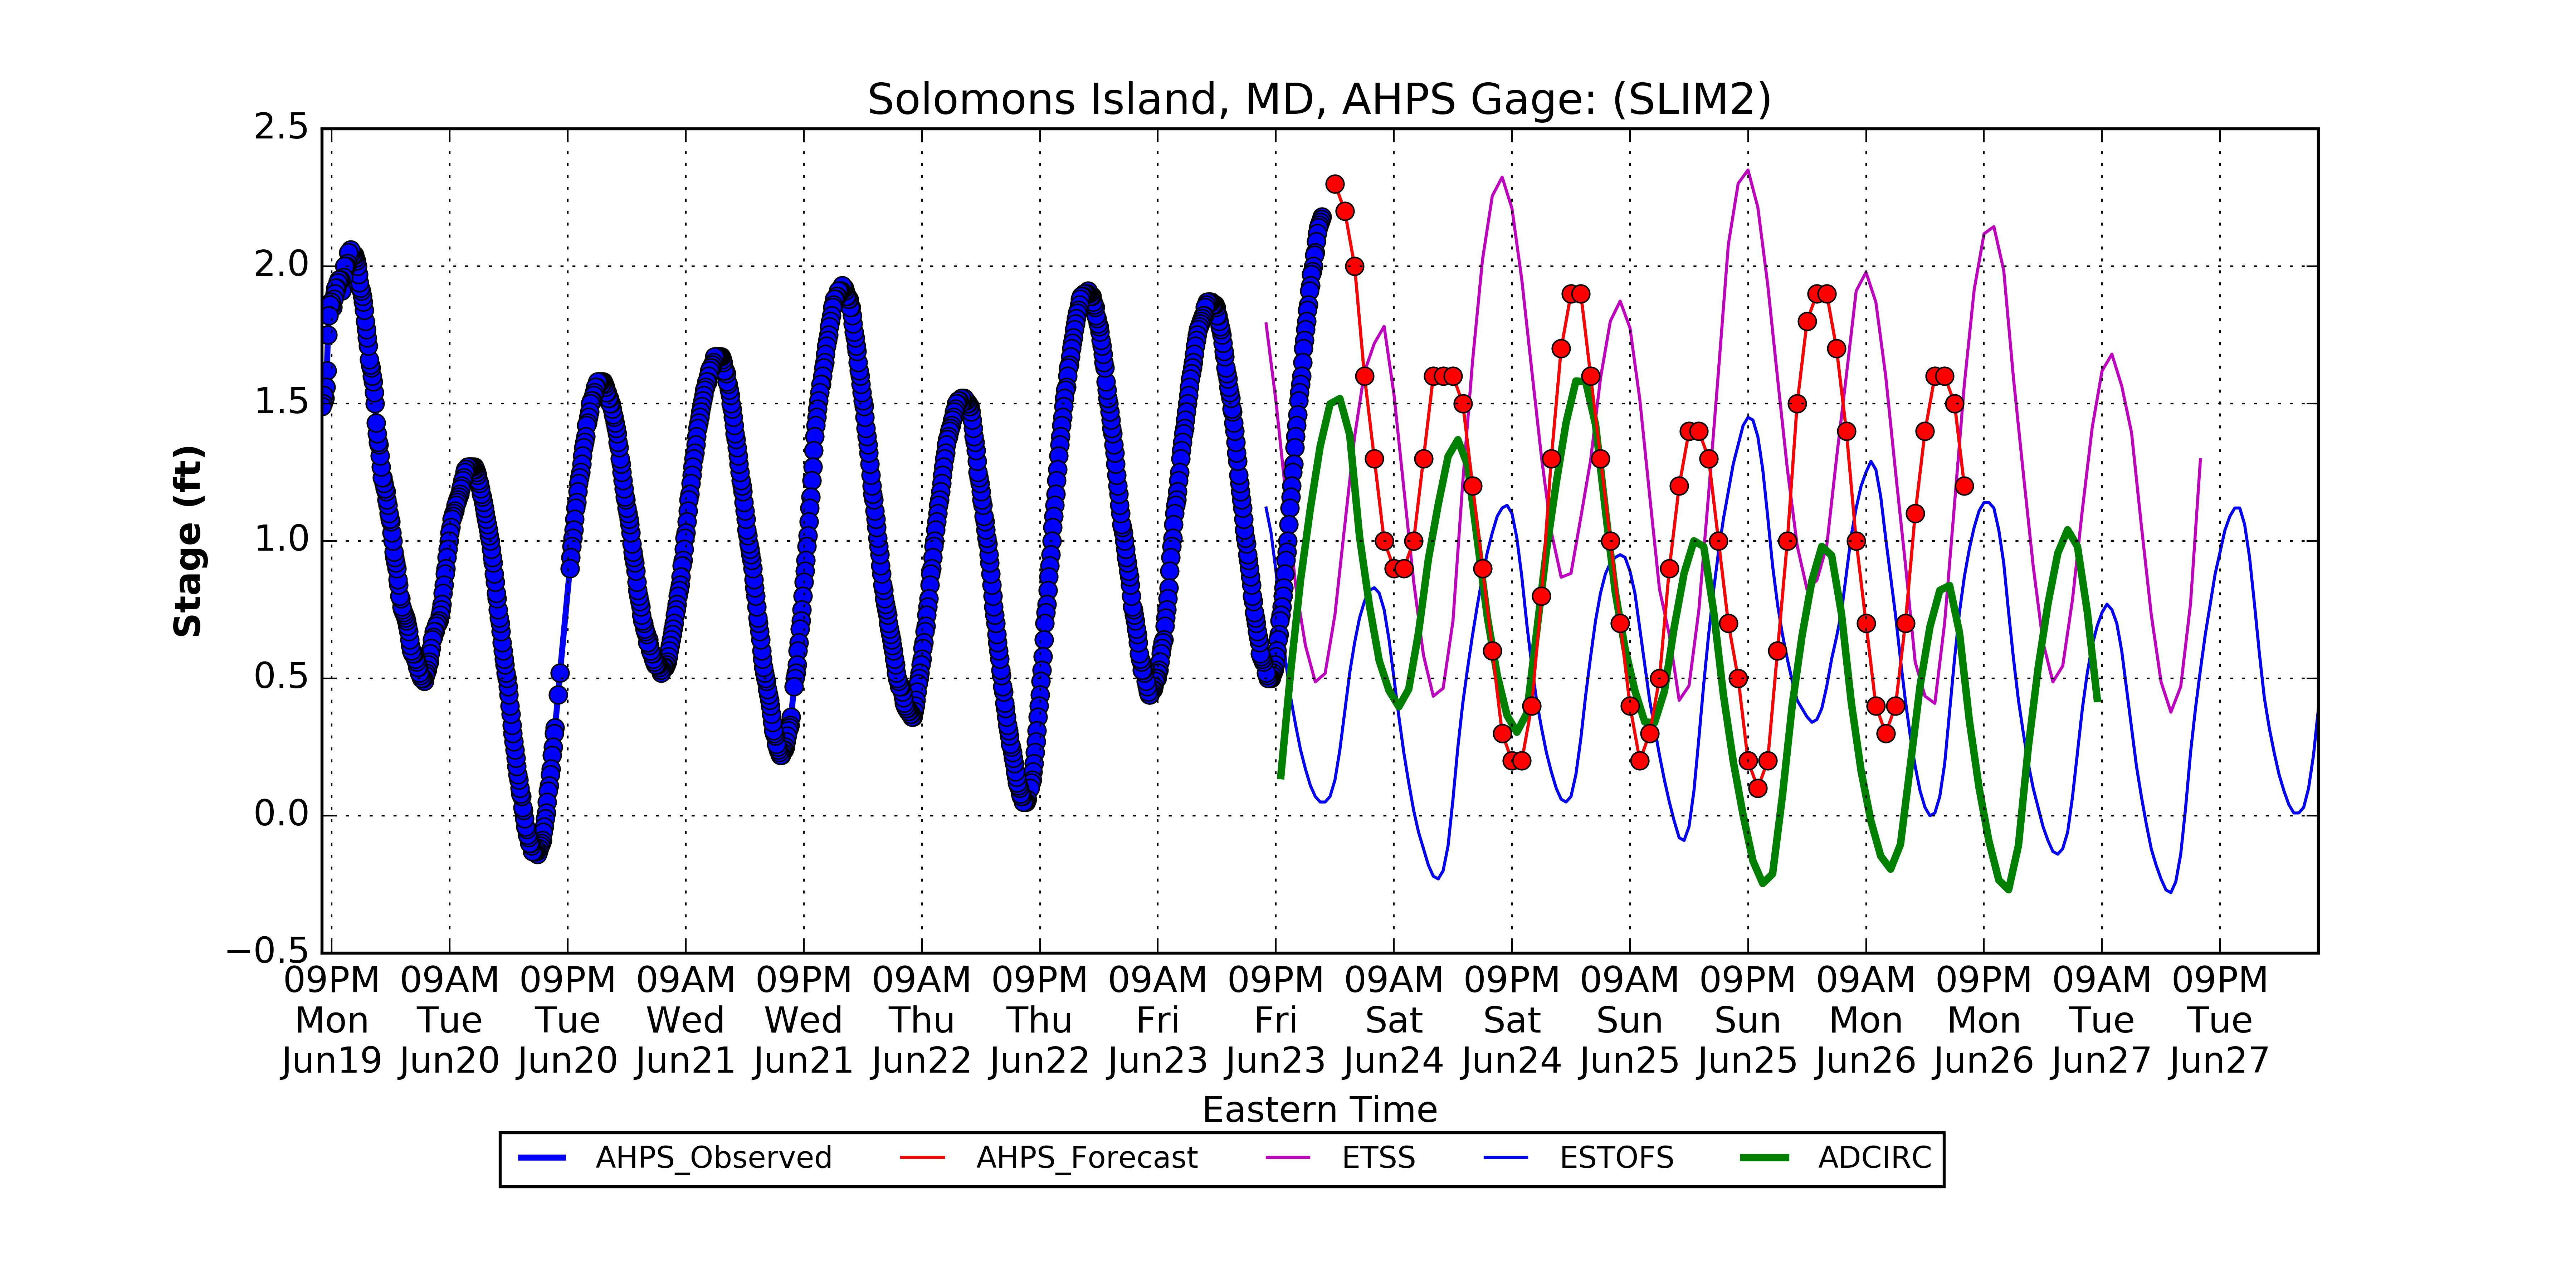 Solomons Island, MD, AHPS Gage: (SLIM2)
2.5
2.0
1.5
1.0
0.5
0.0
−0.5
Stage (ft)
09PM 09AM 09PM 09AM 09PM 09AM 09PM 09AM 09PM 09AM 09PM 09AM 09PM 09AM 09PM 09AM 09PM
Mon Tue Tue Wed Wed Thu Thu Fri Fri Sat Sat Sun Sun Mon Mon Tue Tue
Jun19 Jun20 Jun20 Jun21 Jun21 Jun22 Jun22 Jun23 Jun23 Jun24 Jun24 Jun25 Jun25 Jun26 Jun26 Jun27 Jun27
Eastern Time
AHPS_Observed AHPS_Forecast ETSS ESTOFS ADCIRC